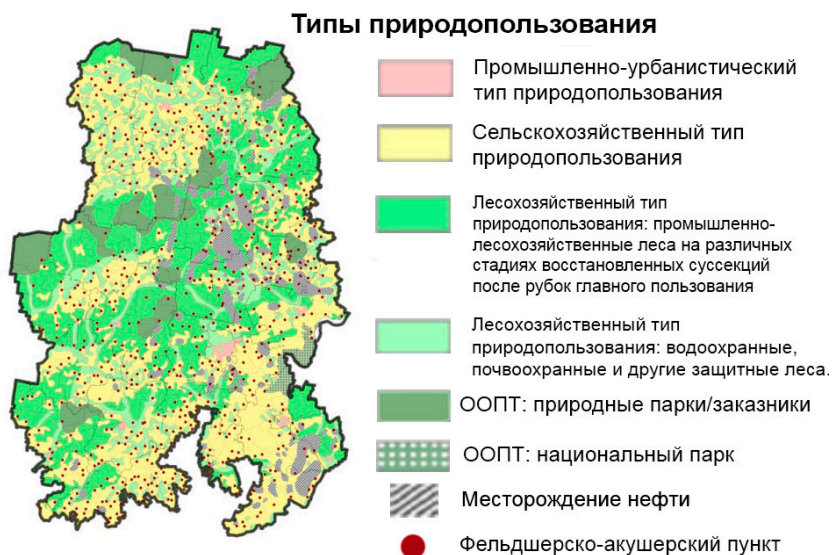 Типы природопользования
Промышленно-урбанистический
тип природопользования
Сельскохозяйственный тип
природопользования
Лесохозяйственный тип
природопользования: промышленно-
лесохозяйственные леса на различных
стадиях восстановленных суссекций
после рубок главного пользования
Лесохозяйственный тип
природопользования: водоохранные,
почвоохранные и другие защитные леса.
ООПТ: природные парки/заказники
ООПТ: национальный парк
Месторождение нефти
Фельдшерско-акушерский пункт